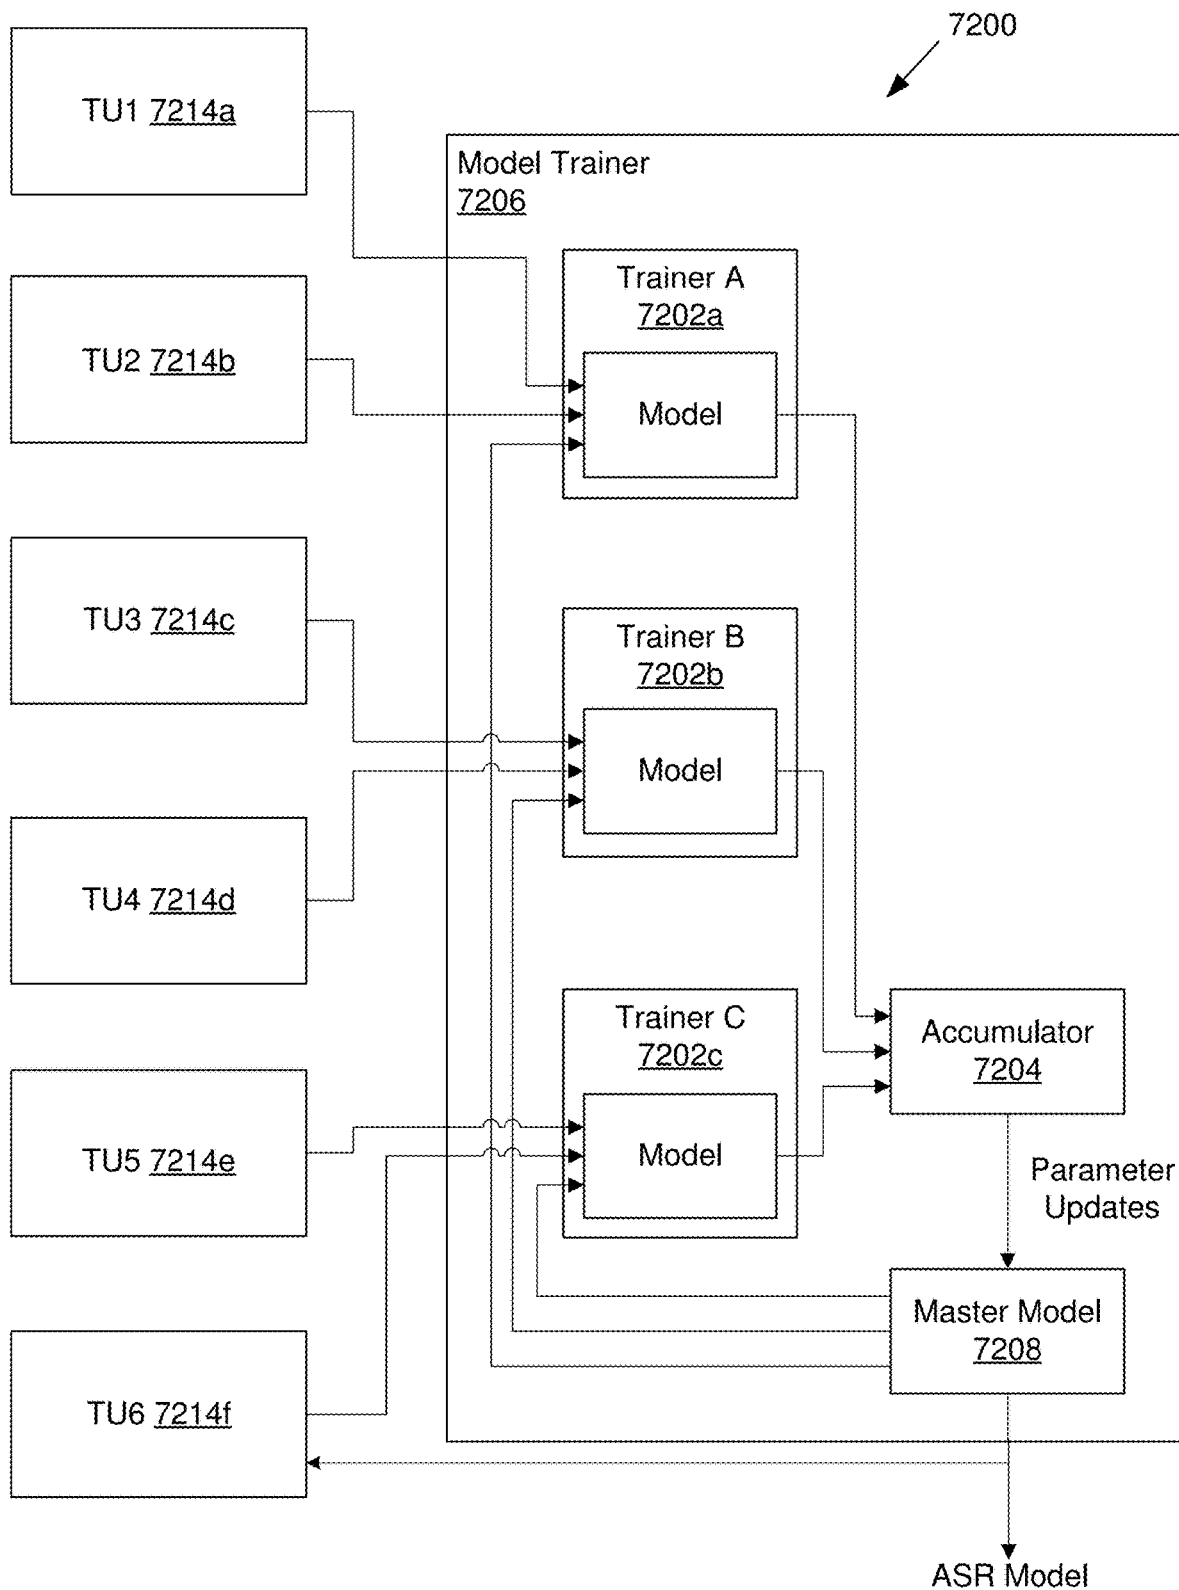 7200
TU1 7214a
Model Trainer
7206
TU2 7214b
Trainer A
7202a
Model
TU3 7214c
Trainer B
7202b
Model
TU4 7214d
Trainer C
7202c
Model
Accumulator
7204
TU5 7214e
Parameter
Updates
Master Model
7208
TU6 7214f
ASR Model